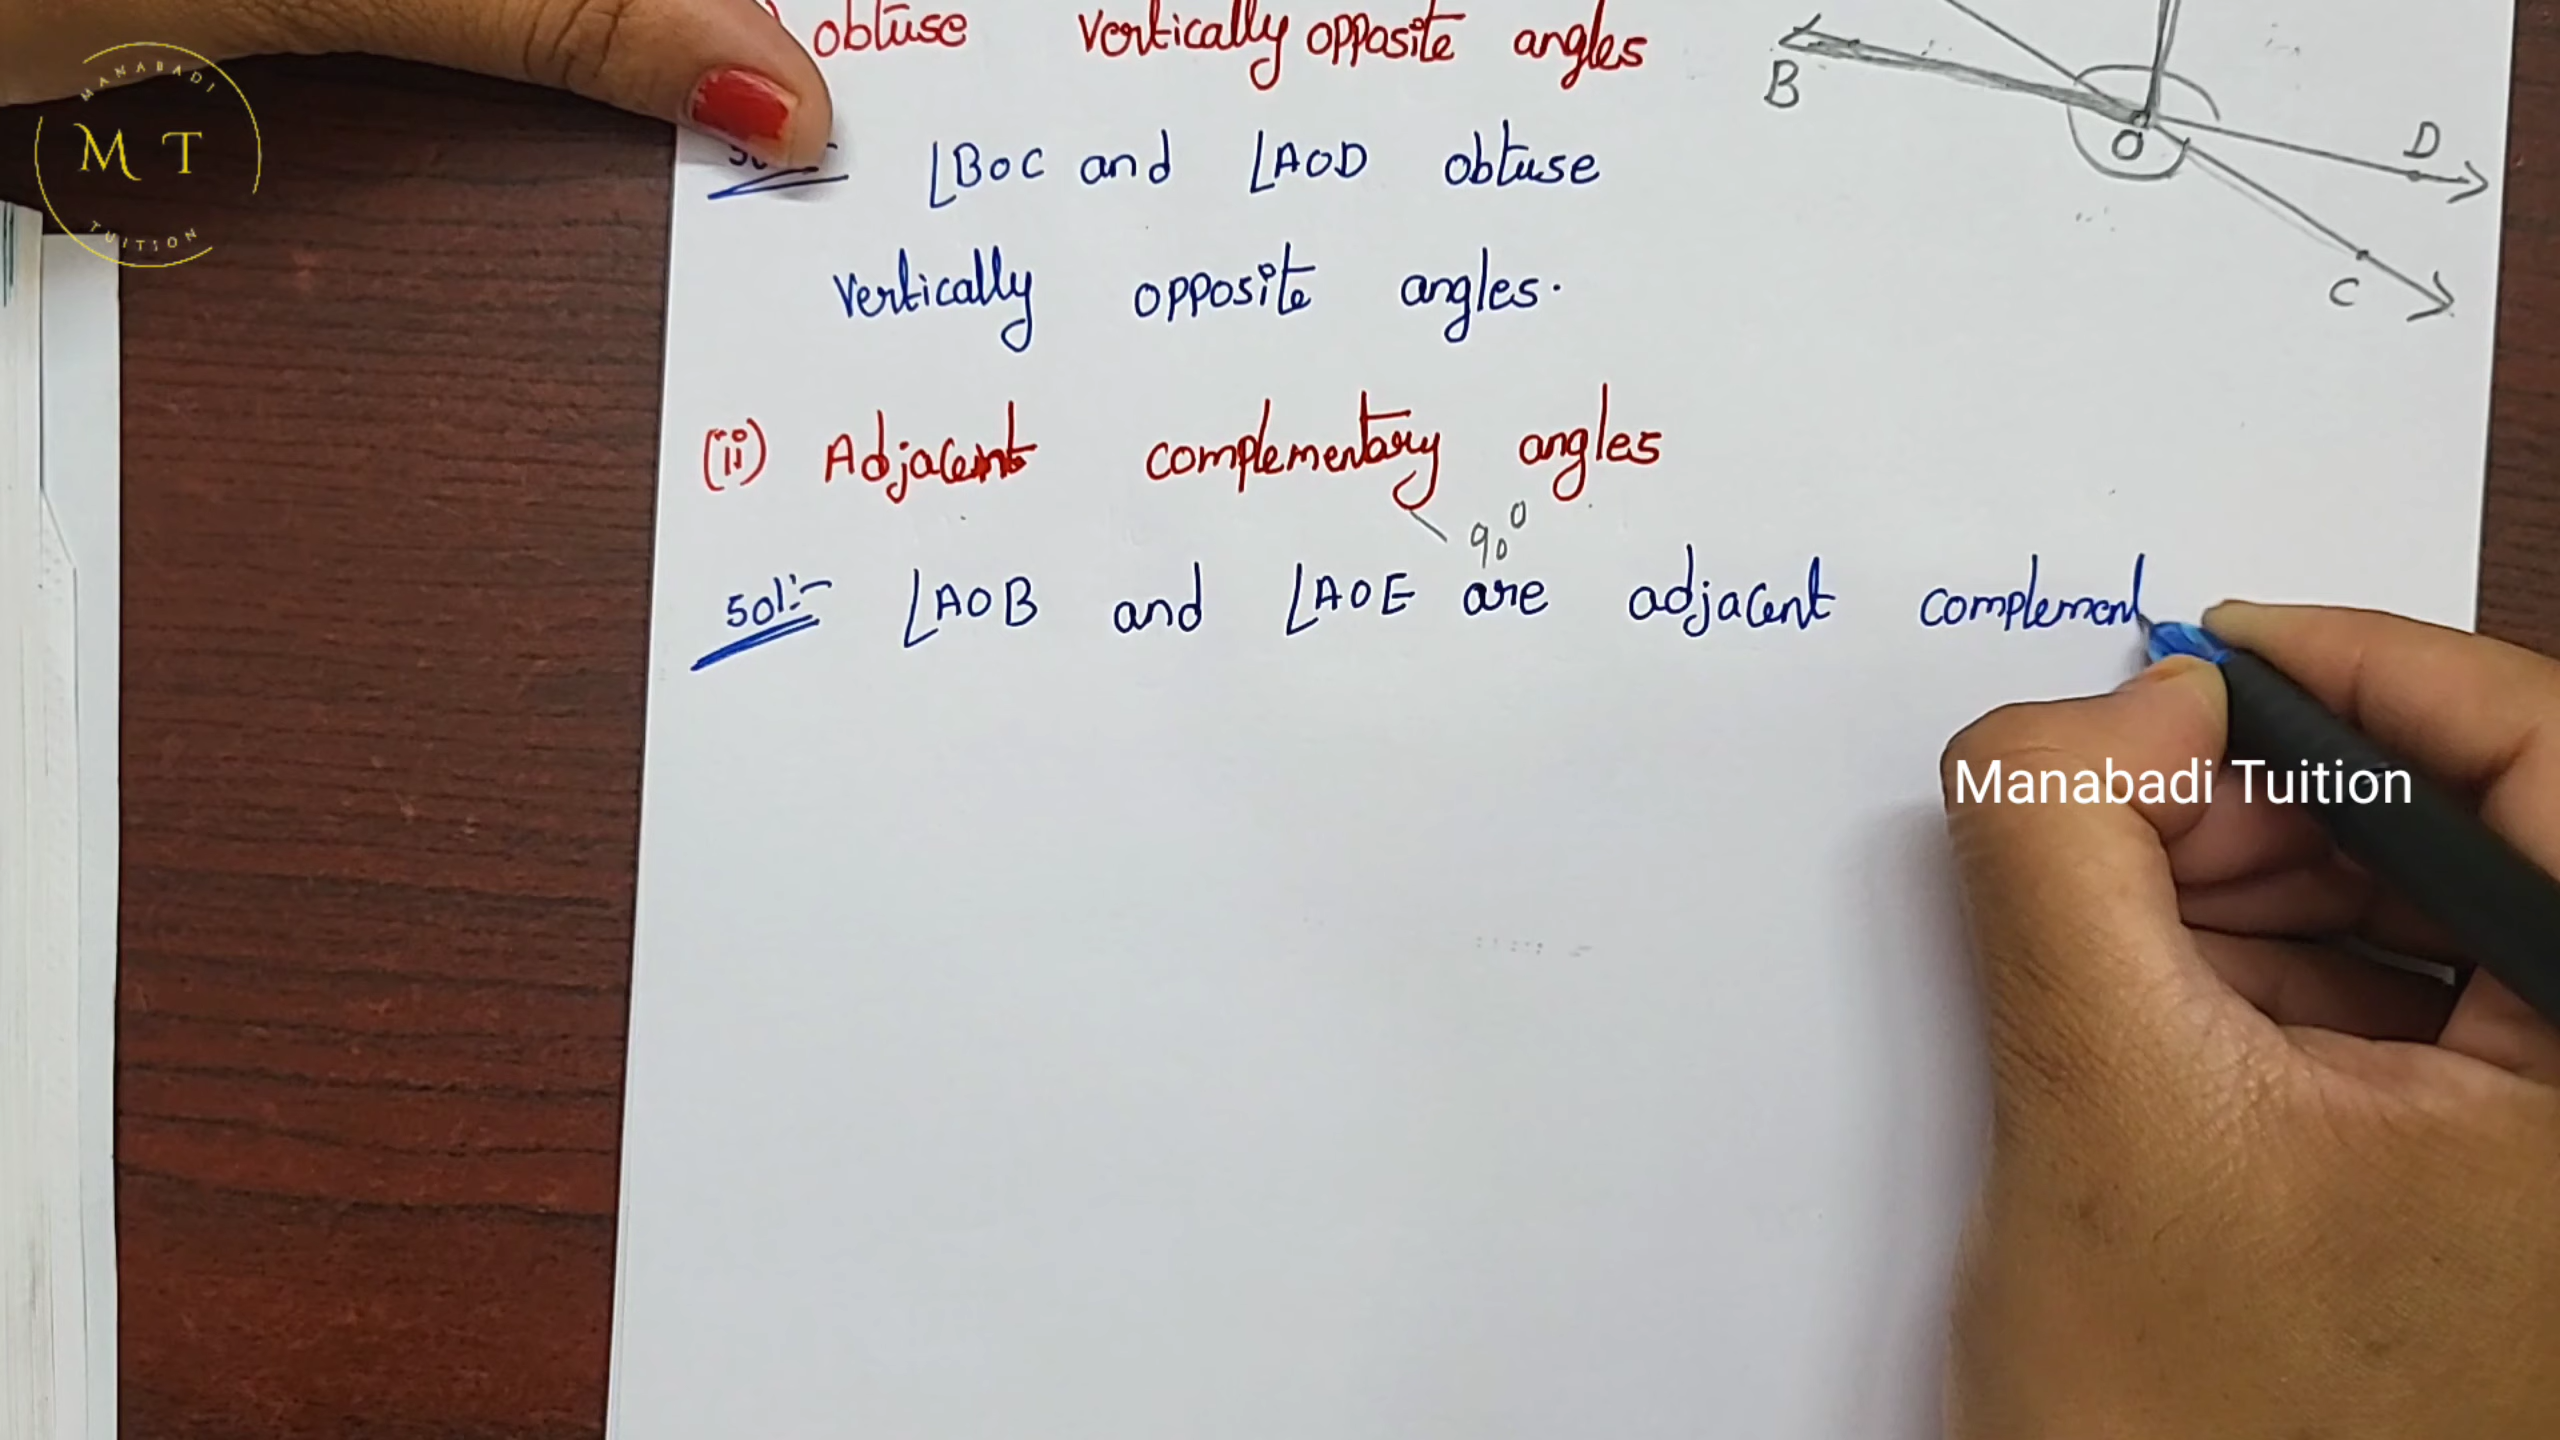 obtuse vertically opposite angles
B
D
O
C
MANABADI
M T
TUITION
∠BOC and ∠AOD obtuse
vertically opposite angles.
(ii) Adjacent complementary angles
90°
Sol:- ∠AOB and ∠AOE are adjacent complement
Manabadi Tuition